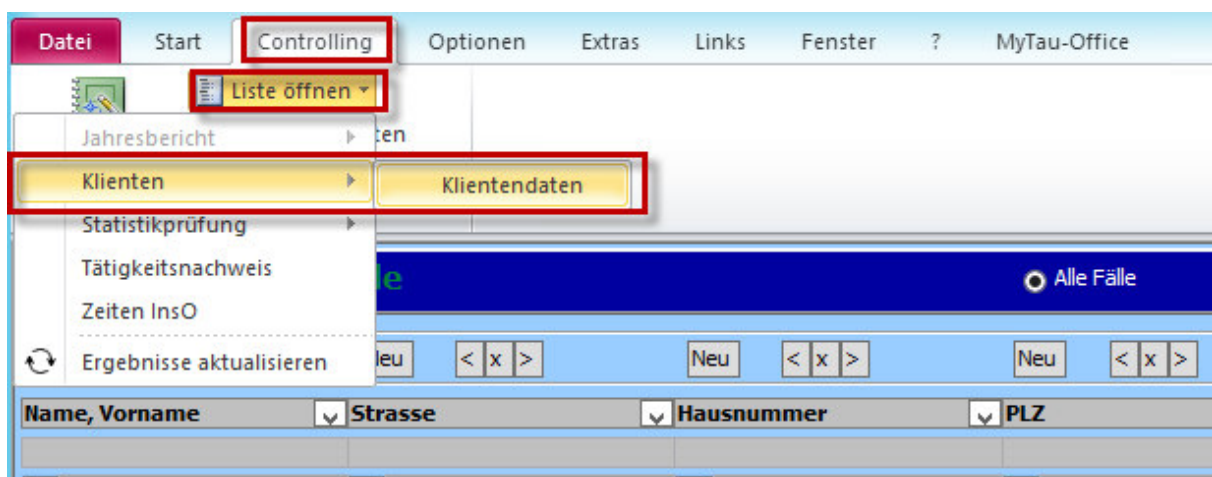 Datei Start Controlling Optionen Extras Links Fenster ? MyTau-Office
Liste öffnen
Jahresbericht
ten
Klienten Klientendaten
Statistikprüfung
Tätigkeitsnachweis
le Alle Fälle
Zeiten InsO
Ergebnisse aktualisieren
Neu < x > Neu < x > Neu < x >
Name, Vorname Strasse Hausnummer PLZ